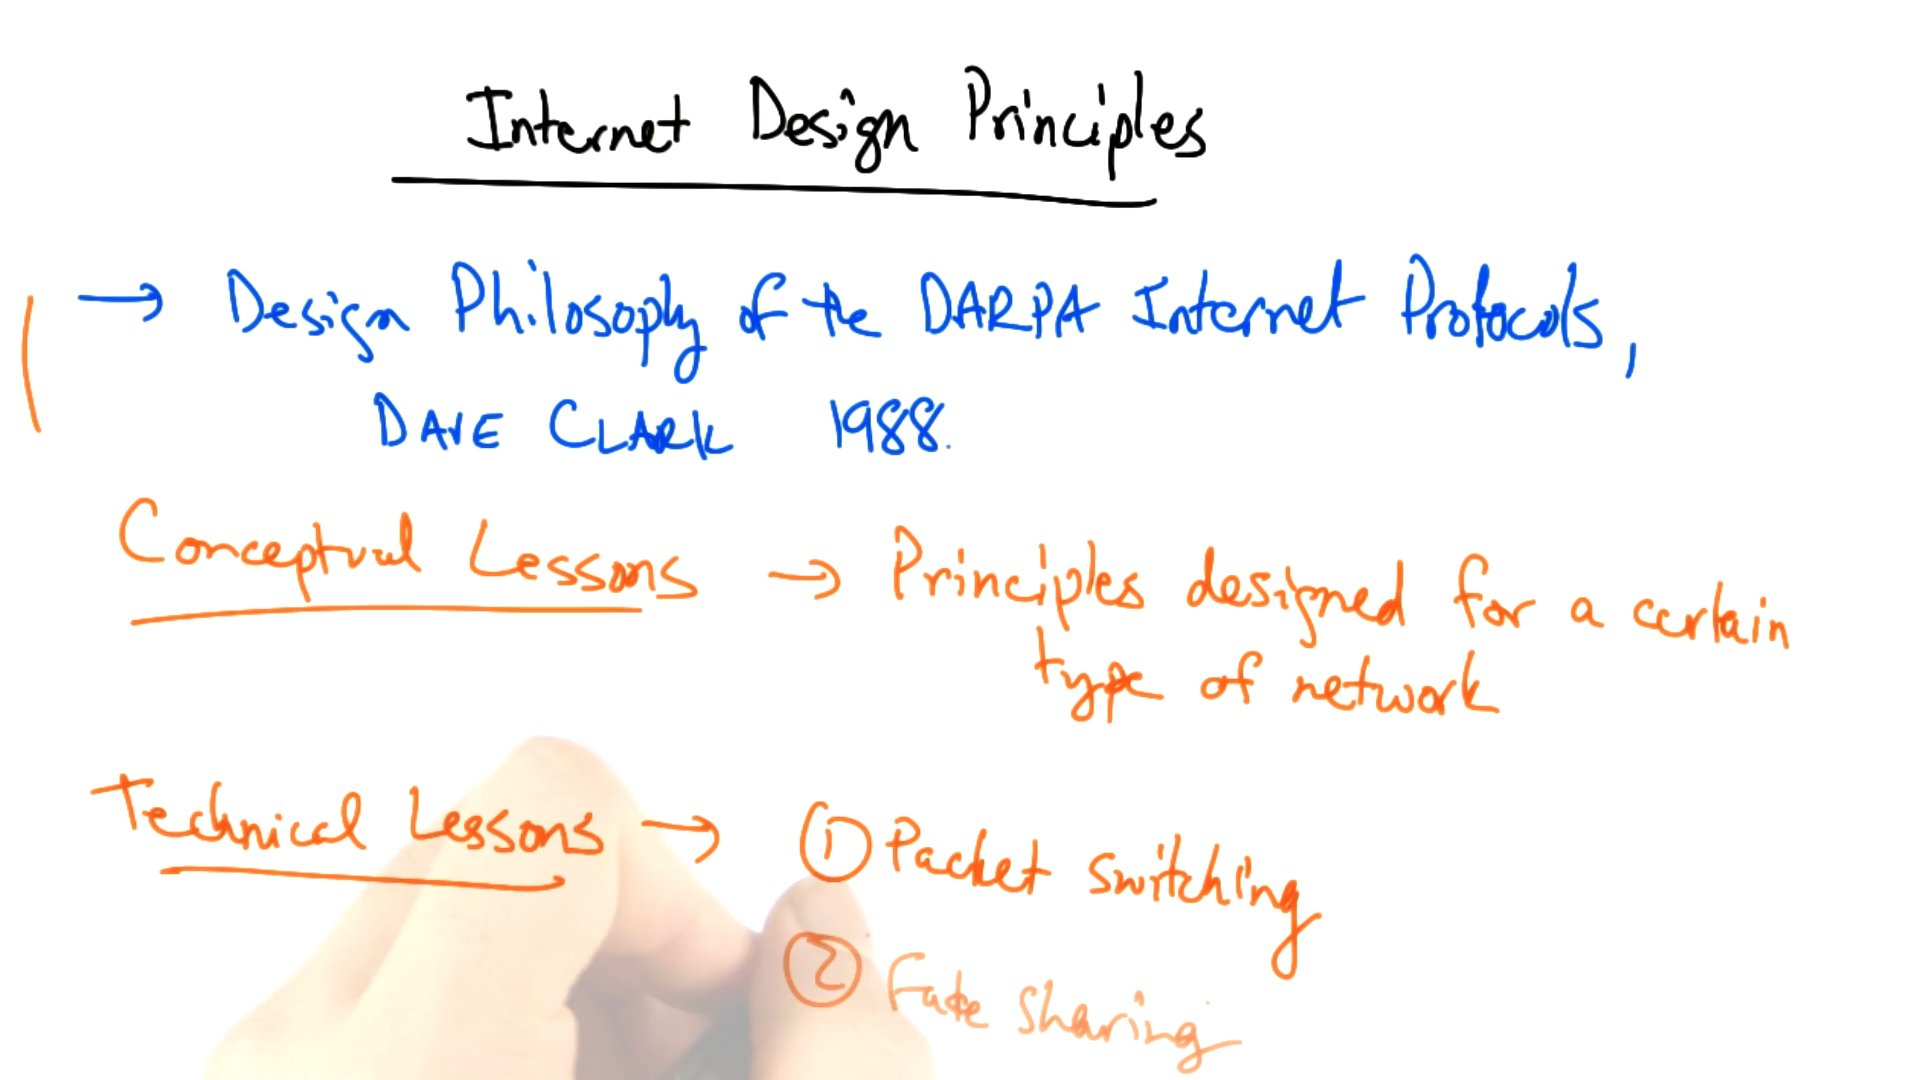 Internet Design Principles
→ Design Philosophy of the DARPA Internet Protocols,
DAVE CLARK 1988.
Conceptual Lessons → Principles designed for a certain
type of network
Technical Lessons → ① Packet switching
② Fate sharing